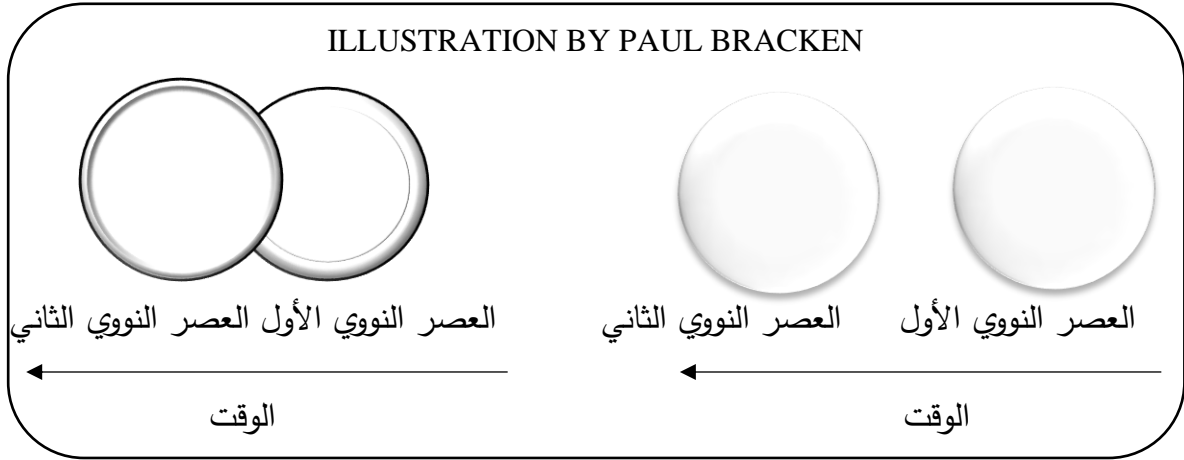 ILLUSTRATION BY PAUL BRACKEN
العصر النووي الأول العصر النووي الثاني العصر النووي الأول العصر النووي الثاني
الوقت الوقت